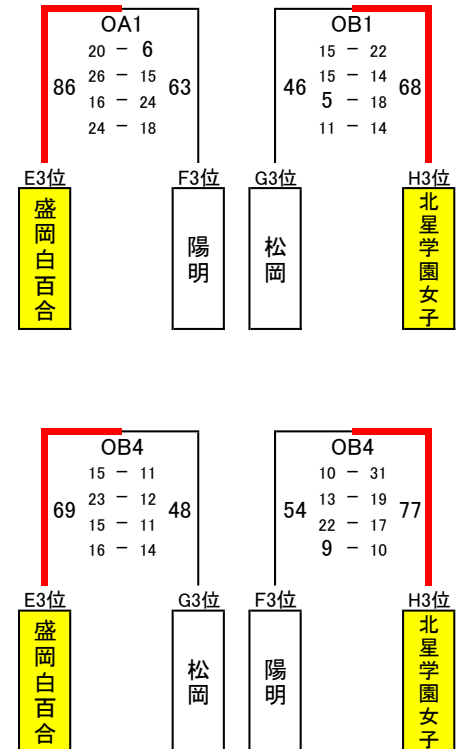 OA1 OB1
20 － 6 15 － 22
86 26 － 15 63 46 15 － 14 68
16 － 24 5 － 18
24 － 18 11 － 14
E3位 F3位 G3位 H3位
盛岡白百合 陽明 松岡 北星学園女子
OB4 OB4
15 － 11 10 － 31
69 23 － 12 48 54 13 － 19 77
15 － 11 22 － 17
16 － 14 9 － 10
E3位 G3位 F3位 H3位
盛岡白百合 松岡 陽明 北星学園女子